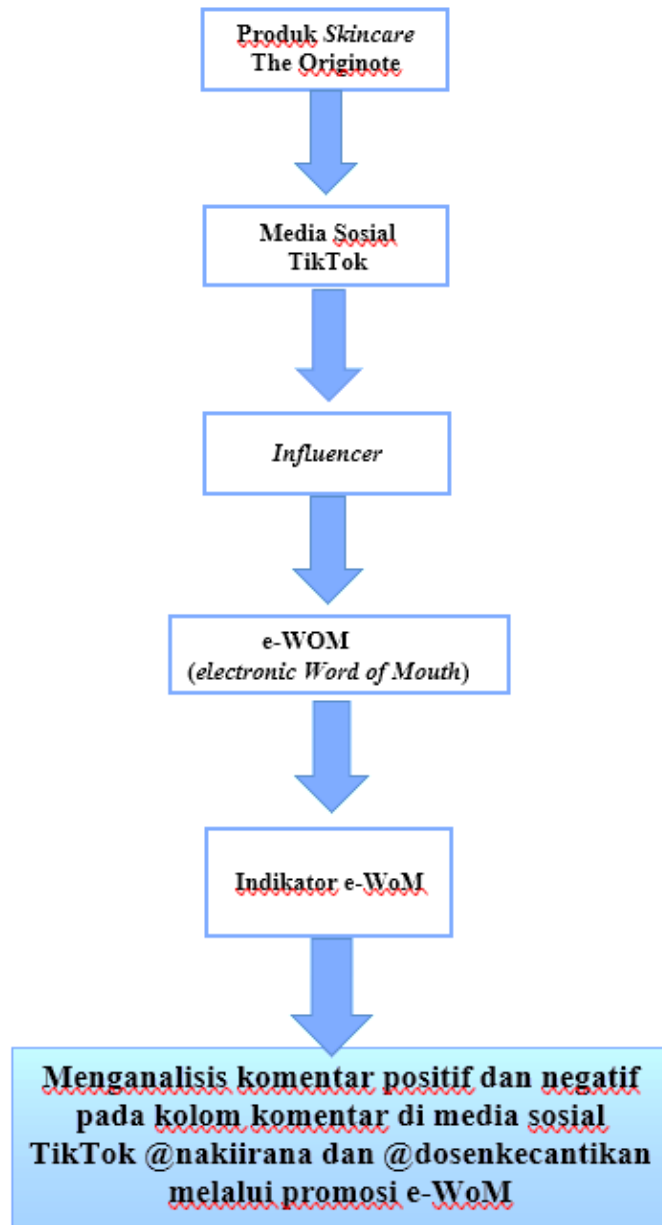 Produk Skincare
The Originote
Media Sosial
TikTok
Influencer
e-WOM
(electronic Word of Mouth)
Indikator e-WoM
Menganalisis komentar positif dan negatif
pada kolom komentar di media sosial
TikTok @nakiirana dan @dosenkecantikan
melalui promosi e-WoM